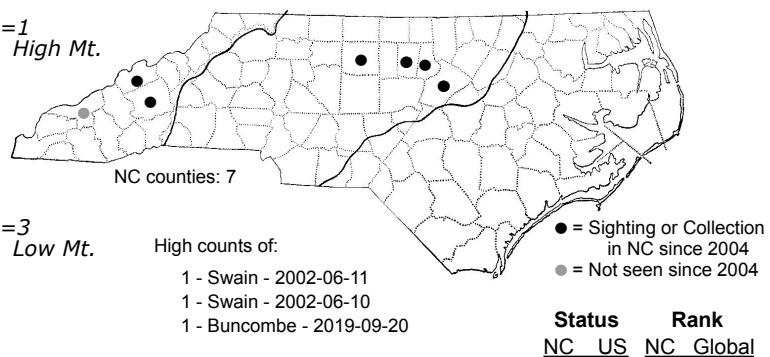 =1
High Mt.
NC counties: 7
=3
Low Mt.
High counts of:
1 - Swain - 2002-06-11
1 - Swain - 2002-06-10
1 - Buncombe - 2019-09-20
● = Sighting or Collection
in NC since 2004
● = Not seen since 2004
Status Rank
NC US NC Global